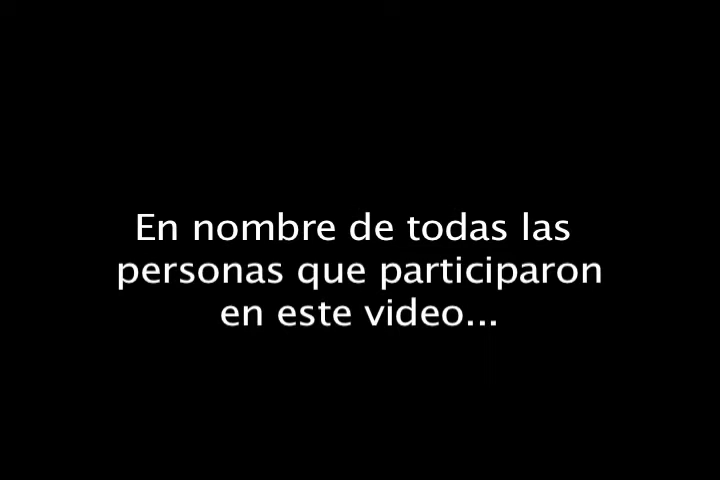 En nombre de todas las
personas que participaron
en este video...